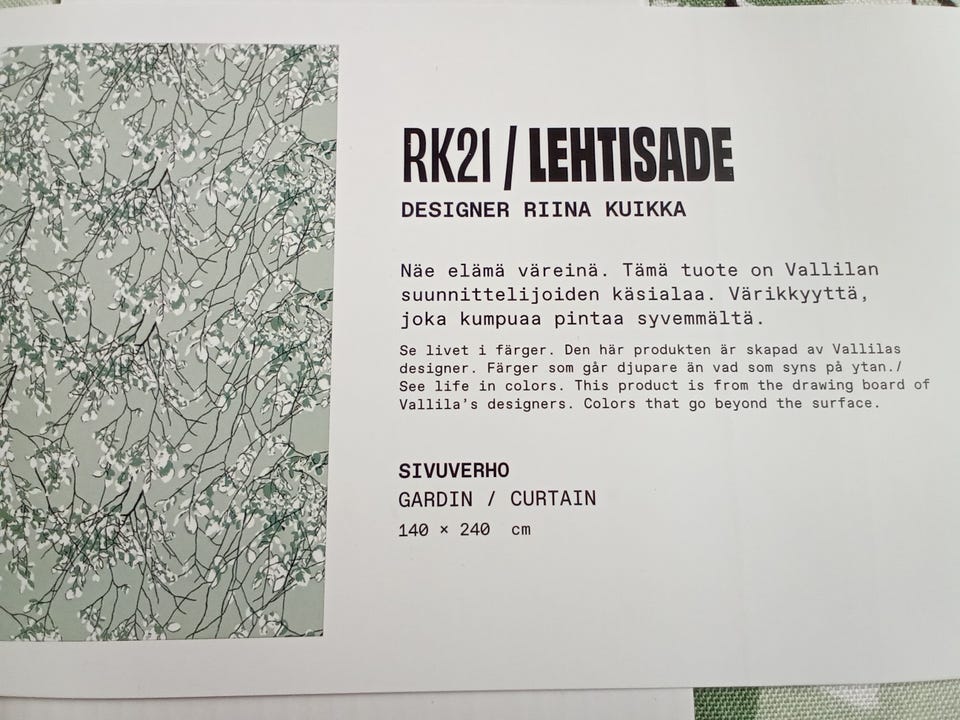 RK21 / LEHTISADE
DESIGNER RIINA KUIKKA
Näe elämä väreinä. Tämä tuote on Vallilan
suunnittelijoiden käsialaa. Värikkyyttä,
joka kumpuaa pintaa syvemmältä.
Se livet i färger. Den här produkten är skapad av Vallilas
designer. Färger som går djupare än vad som syns på ytan./
See life in colors. This product is from the drawing board of
Vallila's designers. Colors that go beyond the surface.
SIVUVERHO
GARDIN / CURTAIN
140 × 240 cm